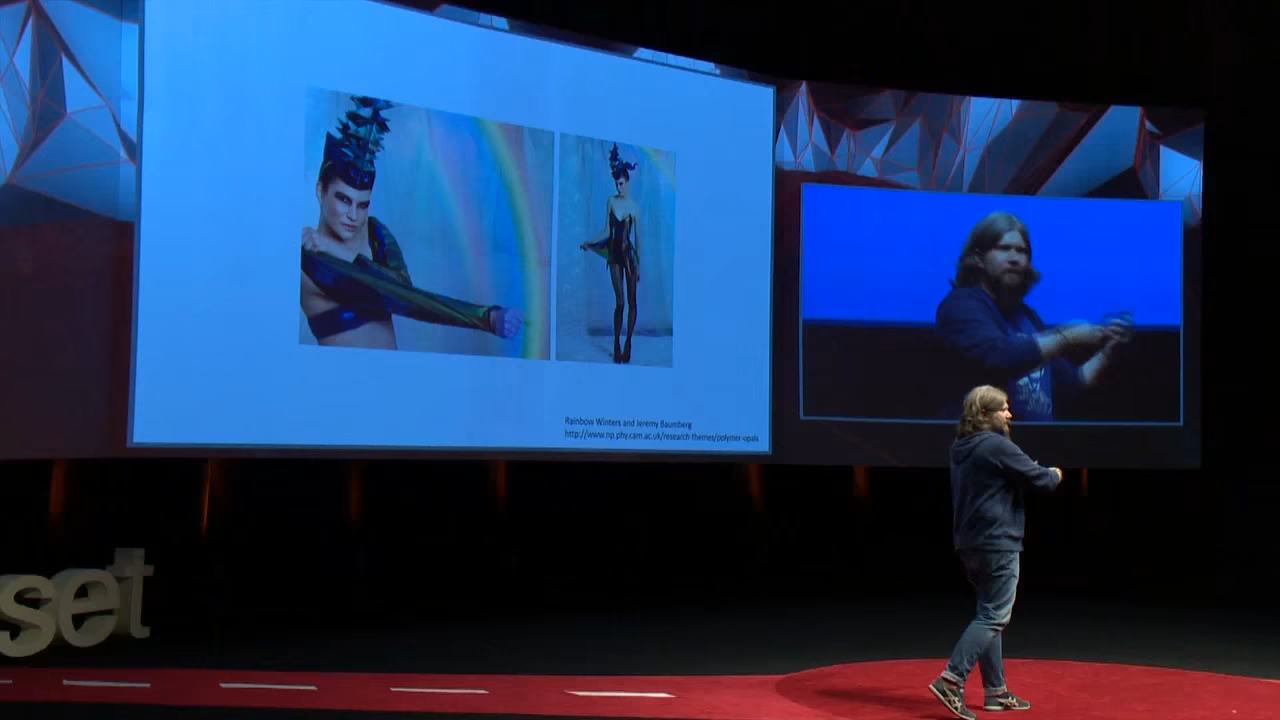 Rainbow Winters and Jeremy Baumberg
http://www.np.phy.cam.ac.uk/research-themes/polymer-opals
set